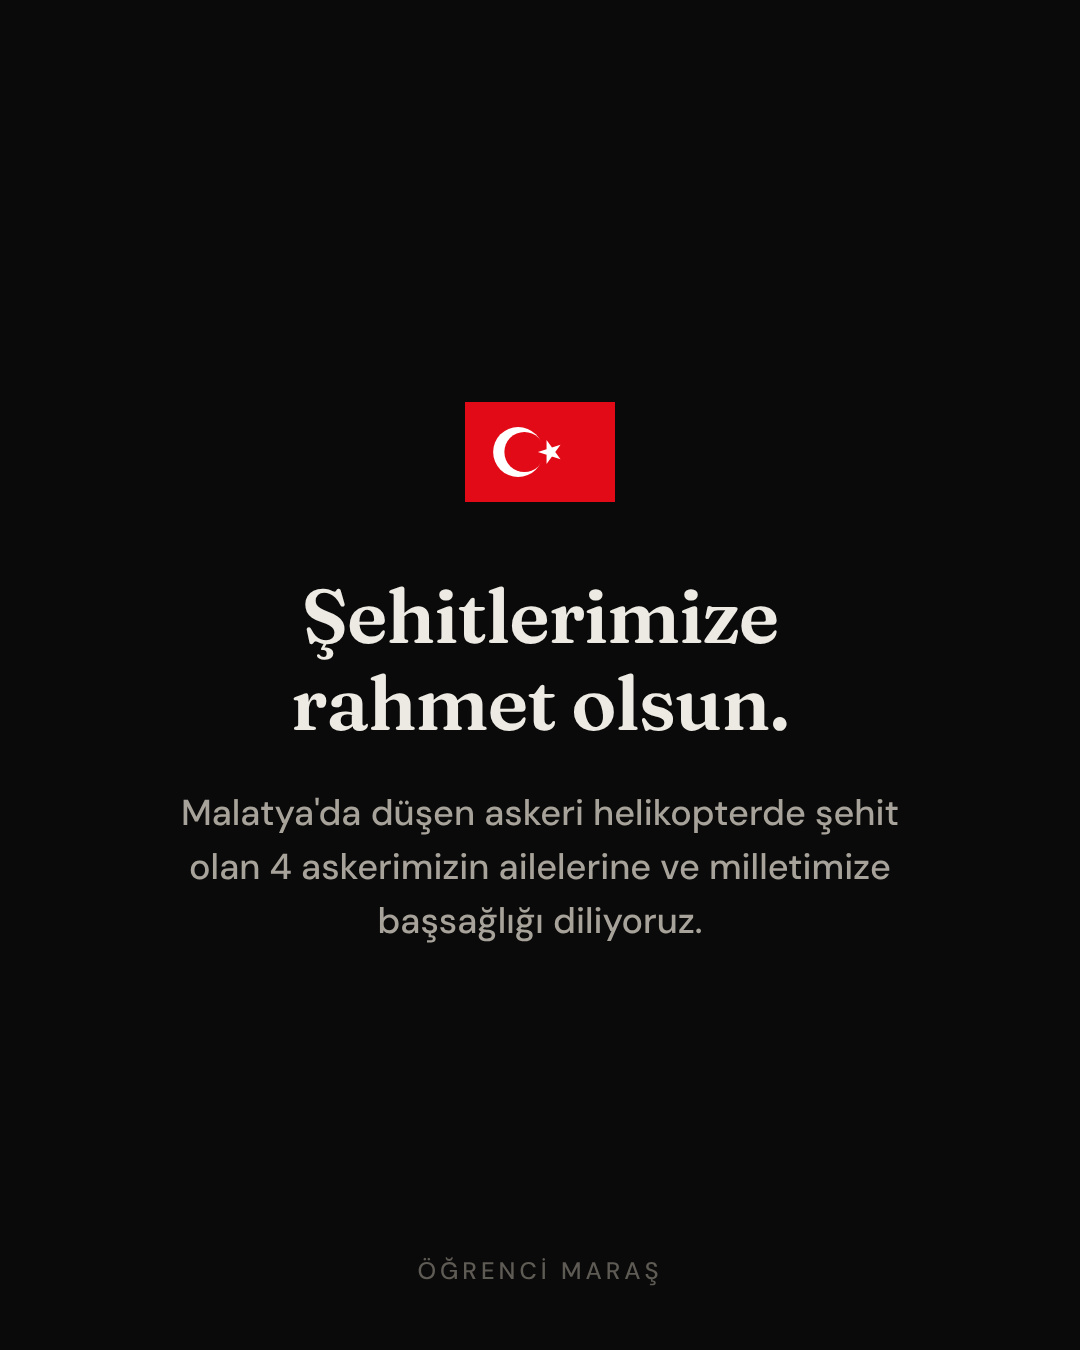 Şehitlerimize
rahmet olsun.
Malatya'da düşen askeri helikopterde şehit
olan 4 askerimizin ailelerine ve milletimize
başsağlığı diliyoruz.
ÖĞRENCİ MARAŞ